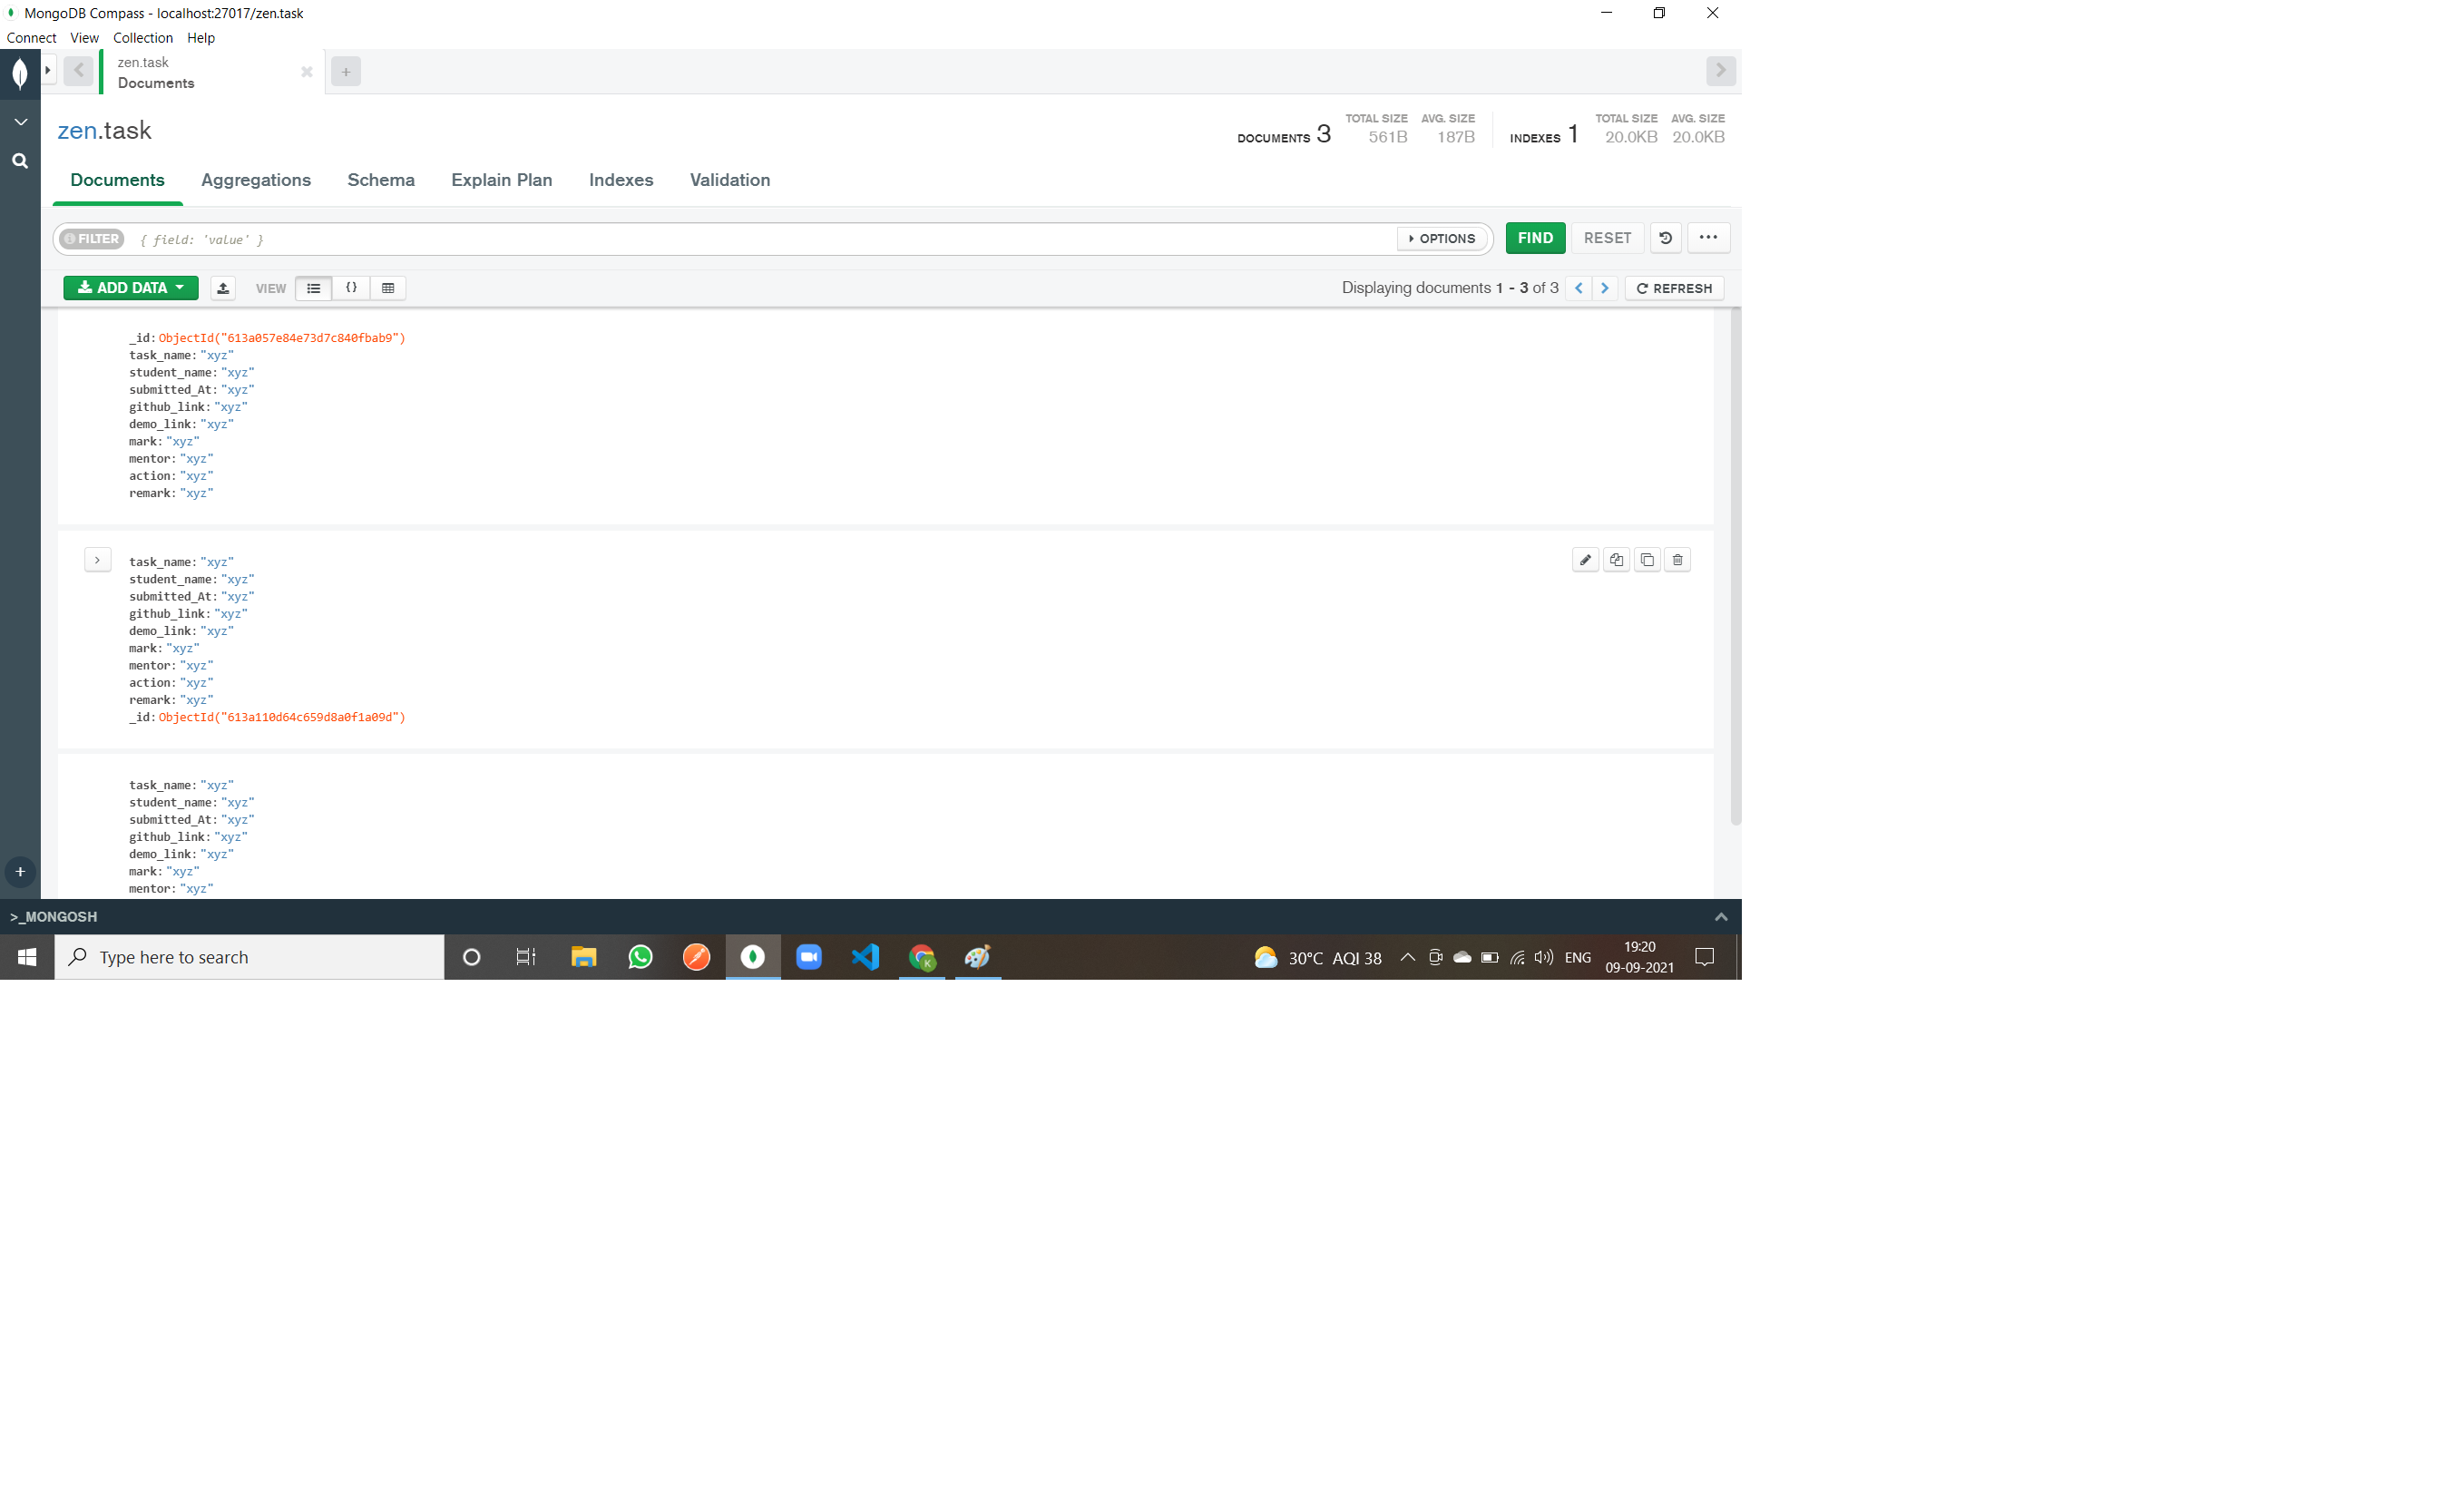 MongoDB Compass - localhost:27017/zen.task
Connect View Collection Help
zen.task
Documents
+
zen.task
DOCUMENTS 3 TOTAL SIZE 561B AVG. SIZE 187B INDEXES 1 TOTAL SIZE 20.0KB AVG. SIZE 20.0KB
Documents Aggregations Schema Explain Plan Indexes Validation
FILTER { field: 'value' } OPTIONS FIND RESET ...
ADD DATA VIEW {} Displaying documents 1 - 3 of 3 REFRESH
_id: ObjectId("613a057e84e73d7c840fbab9")
task_name: "xyz"
student_name: "xyz"
submitted_At: "xyz"
github_link: "xyz"
demo_link: "xyz"
mark: "xyz"
mentor: "xyz"
action: "xyz"
remark: "xyz"
task_name: "xyz"
student_name: "xyz"
submitted_At: "xyz"
github_link: "xyz"
demo_link: "xyz"
mark: "xyz"
mentor: "xyz"
action: "xyz"
remark: "xyz"
_id: ObjectId("613a110d64c659d8a0f1a09d")
task_name: "xyz"
student_name: "xyz"
submitted_At: "xyz"
github_link: "xyz"
demo_link: "xyz"
mark: "xyz"
mentor: "xyz"
>_MONGOSH
Type here to search K 30°C AQI 38 ENG 19:20
09-09-2021